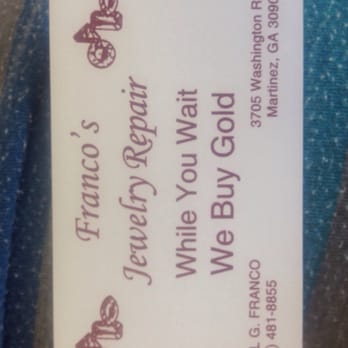 Franco's
Jewelry Repair
While You Wait
We Buy Gold
G. FRANCO
481-8855
3705 Washington
Martinez, GA